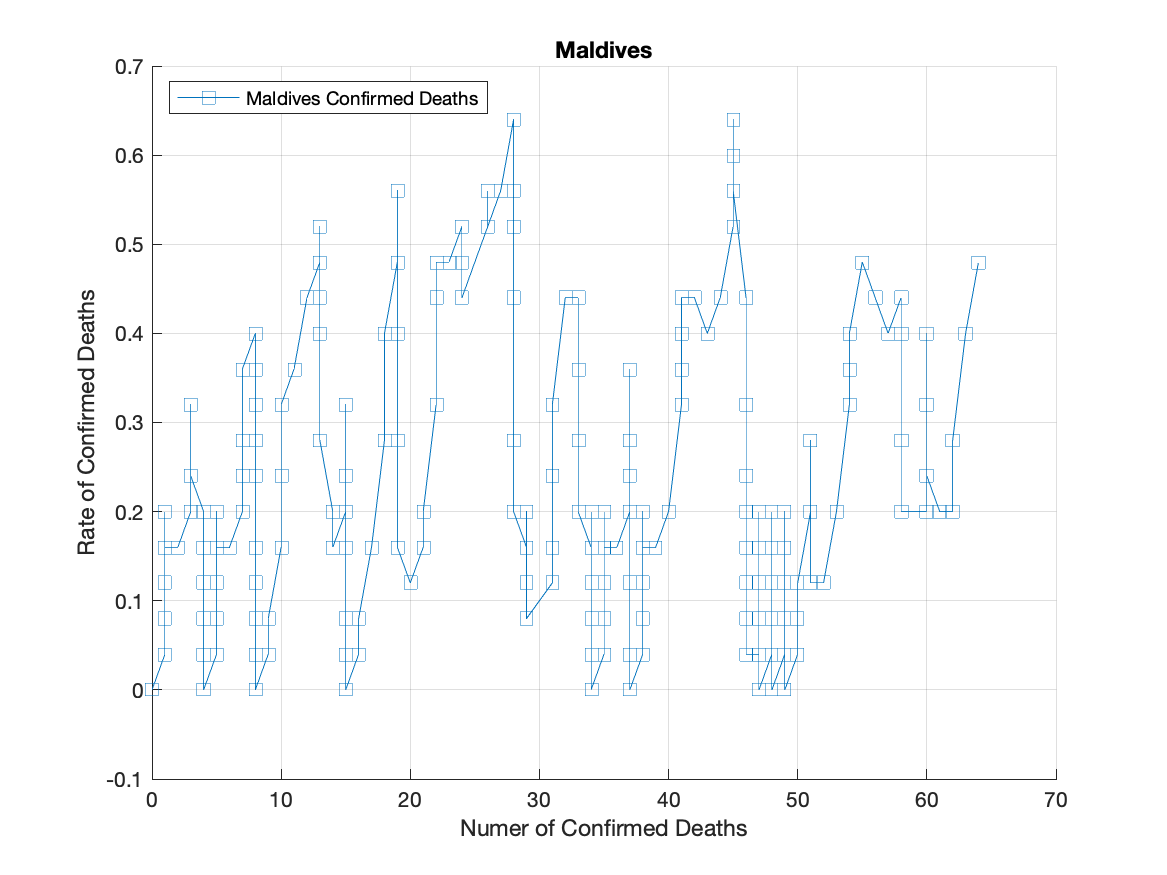 Maldives
Maldives Confirmed Deaths
0.7
0.6
0.5
0.4
0.3
0.2
0.1
0
-0.1
Rate of Confirmed Deaths
0 10 20 30 40 50 60 70
Numer of Confirmed Deaths